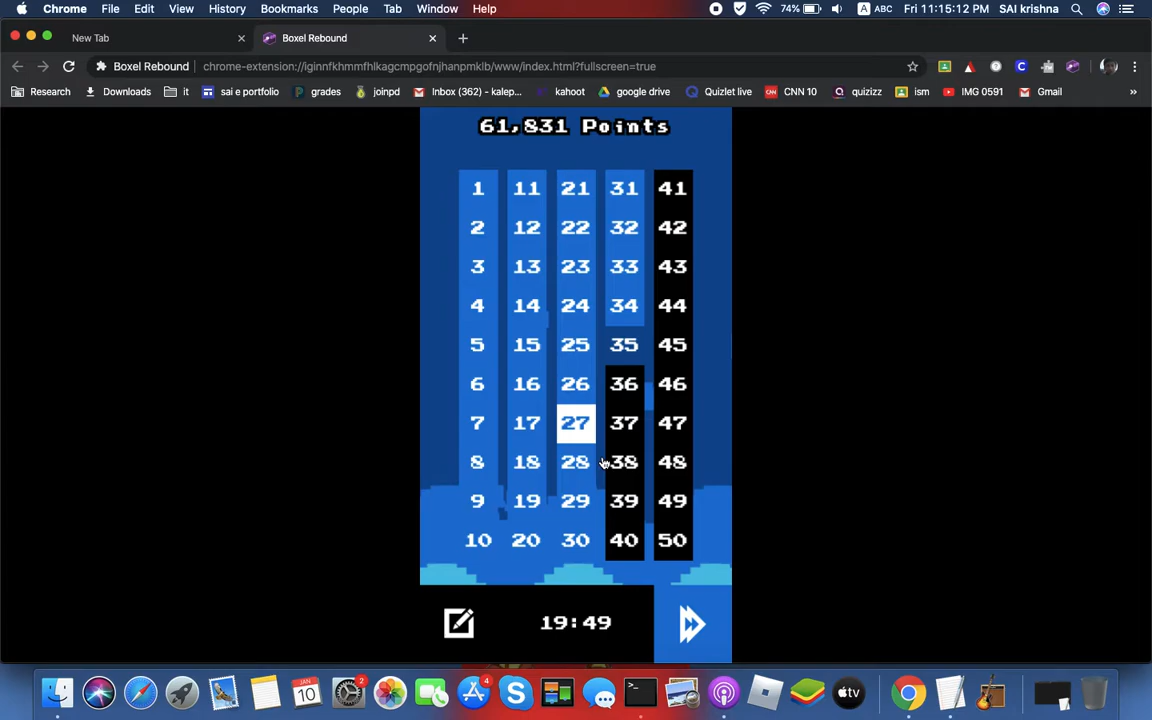 Chrome File Edit View History Bookmarks People Tab Window Help 74% A ABC Fri 11:15:12 PM SAI krishna
New Tab Boxel Rebound
Boxel Rebound chrome-extension://iginnfkhmmfhlkagcmpgofnjhanpmklb/www/index.html?fullscreen=true
Research Downloads it sai e portfolio grades joinpd Inbox (362) - kalep... kahoot google drive Quizlet live CNN 10 quizizz ism IMG 0591 Gmail »
61,831 Points
1 11 21 31 41
2 12 22 32 42
3 13 23 33 43
4 14 24 34 44
5 15 25 35 45
6 16 26 36 46
7 17 27 37 47
8 18 28 38 48
9 19 29 39 49
10 20 30 40 50
19:49
JAN 10 2 4 tv